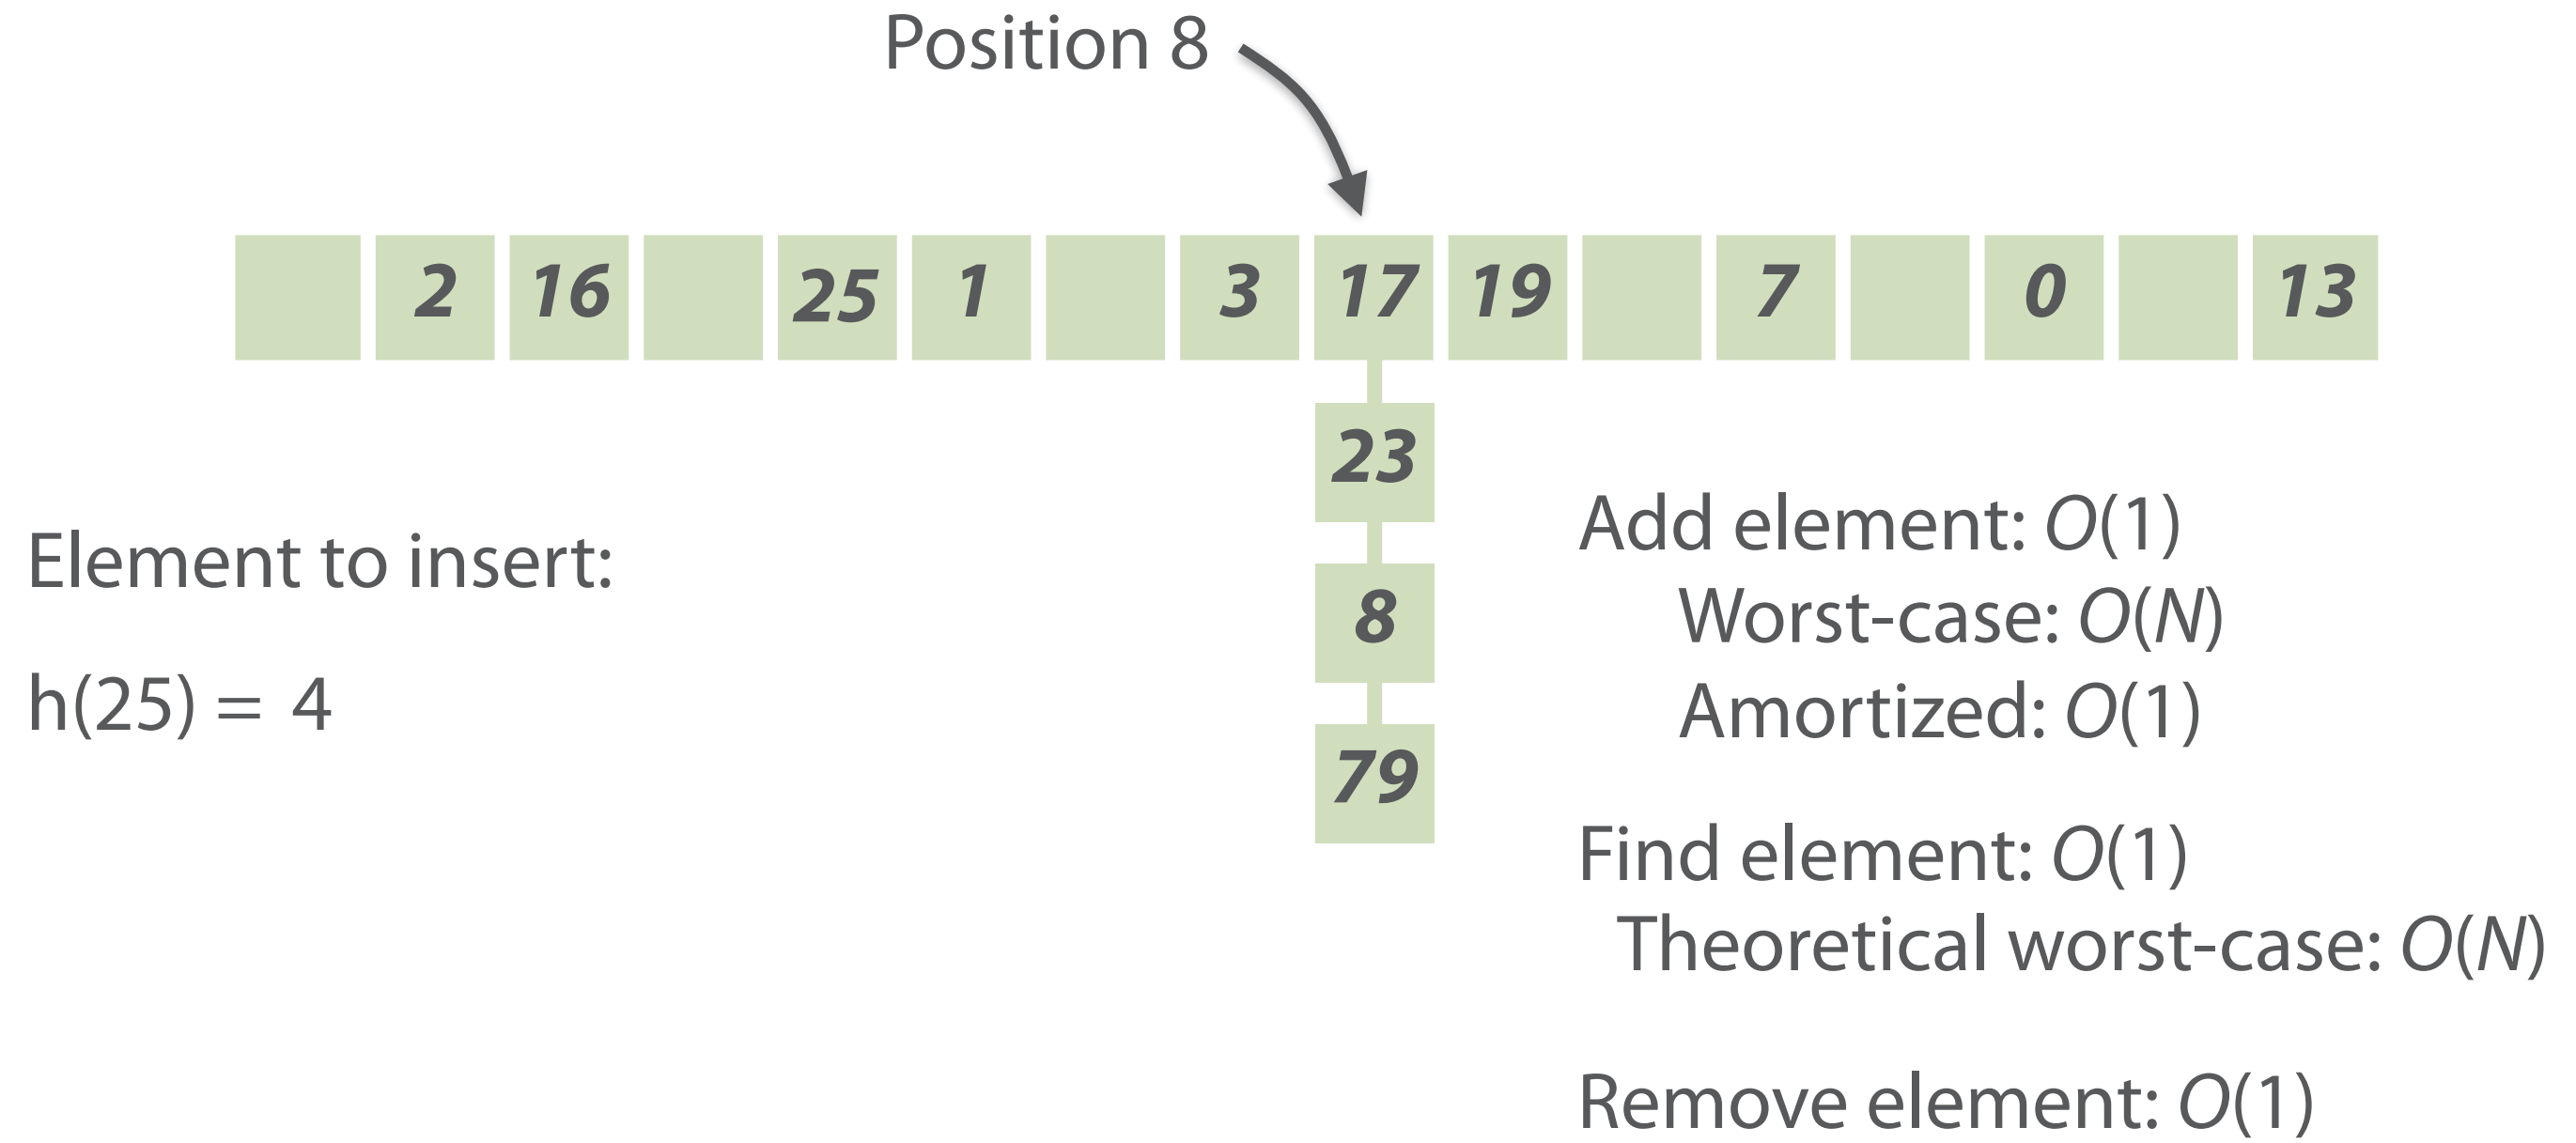 Position 8
2 16 25 1 3 17 19 7 0 13
23
8
79
Element to insert:
h(25) = 4
Add element: O(1)
Worst-case: O(N)
Amortized: O(1)
Find element: O(1)
Theoretical worst-case: O(N)
Remove element: O(1)